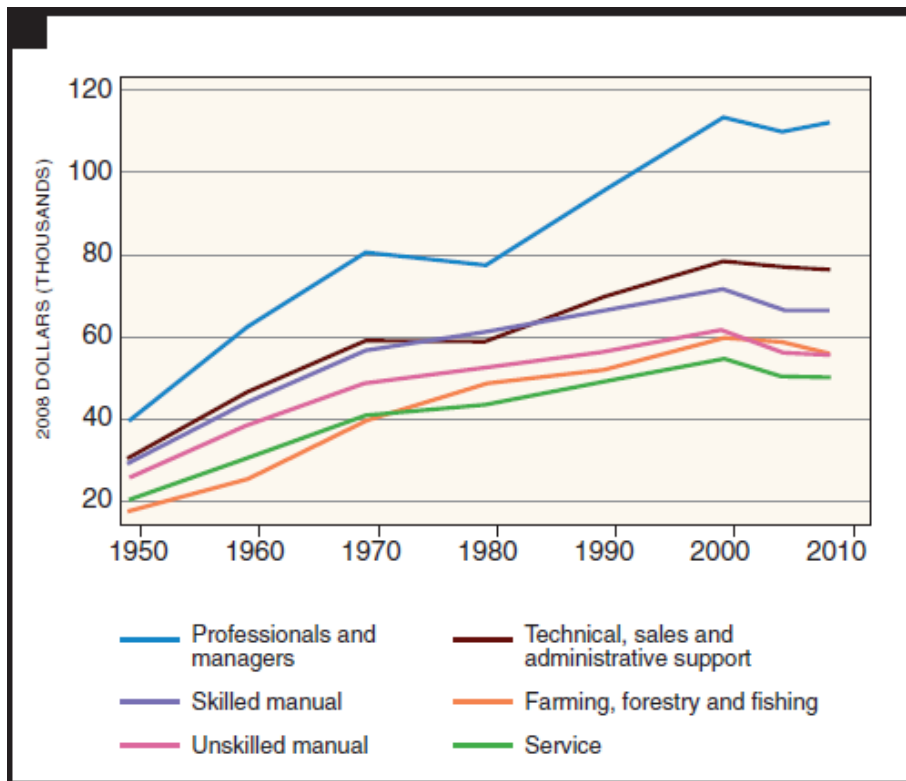 120
100
80
60
40
20
2008 DOLLARS (THOUSANDS)
1950 1960 1970 1980 1990 2000 2010
Professionals and
managers
Technical, sales and
administrative support
Skilled manual
Farming, forestry and fishing
Unskilled manual
Service